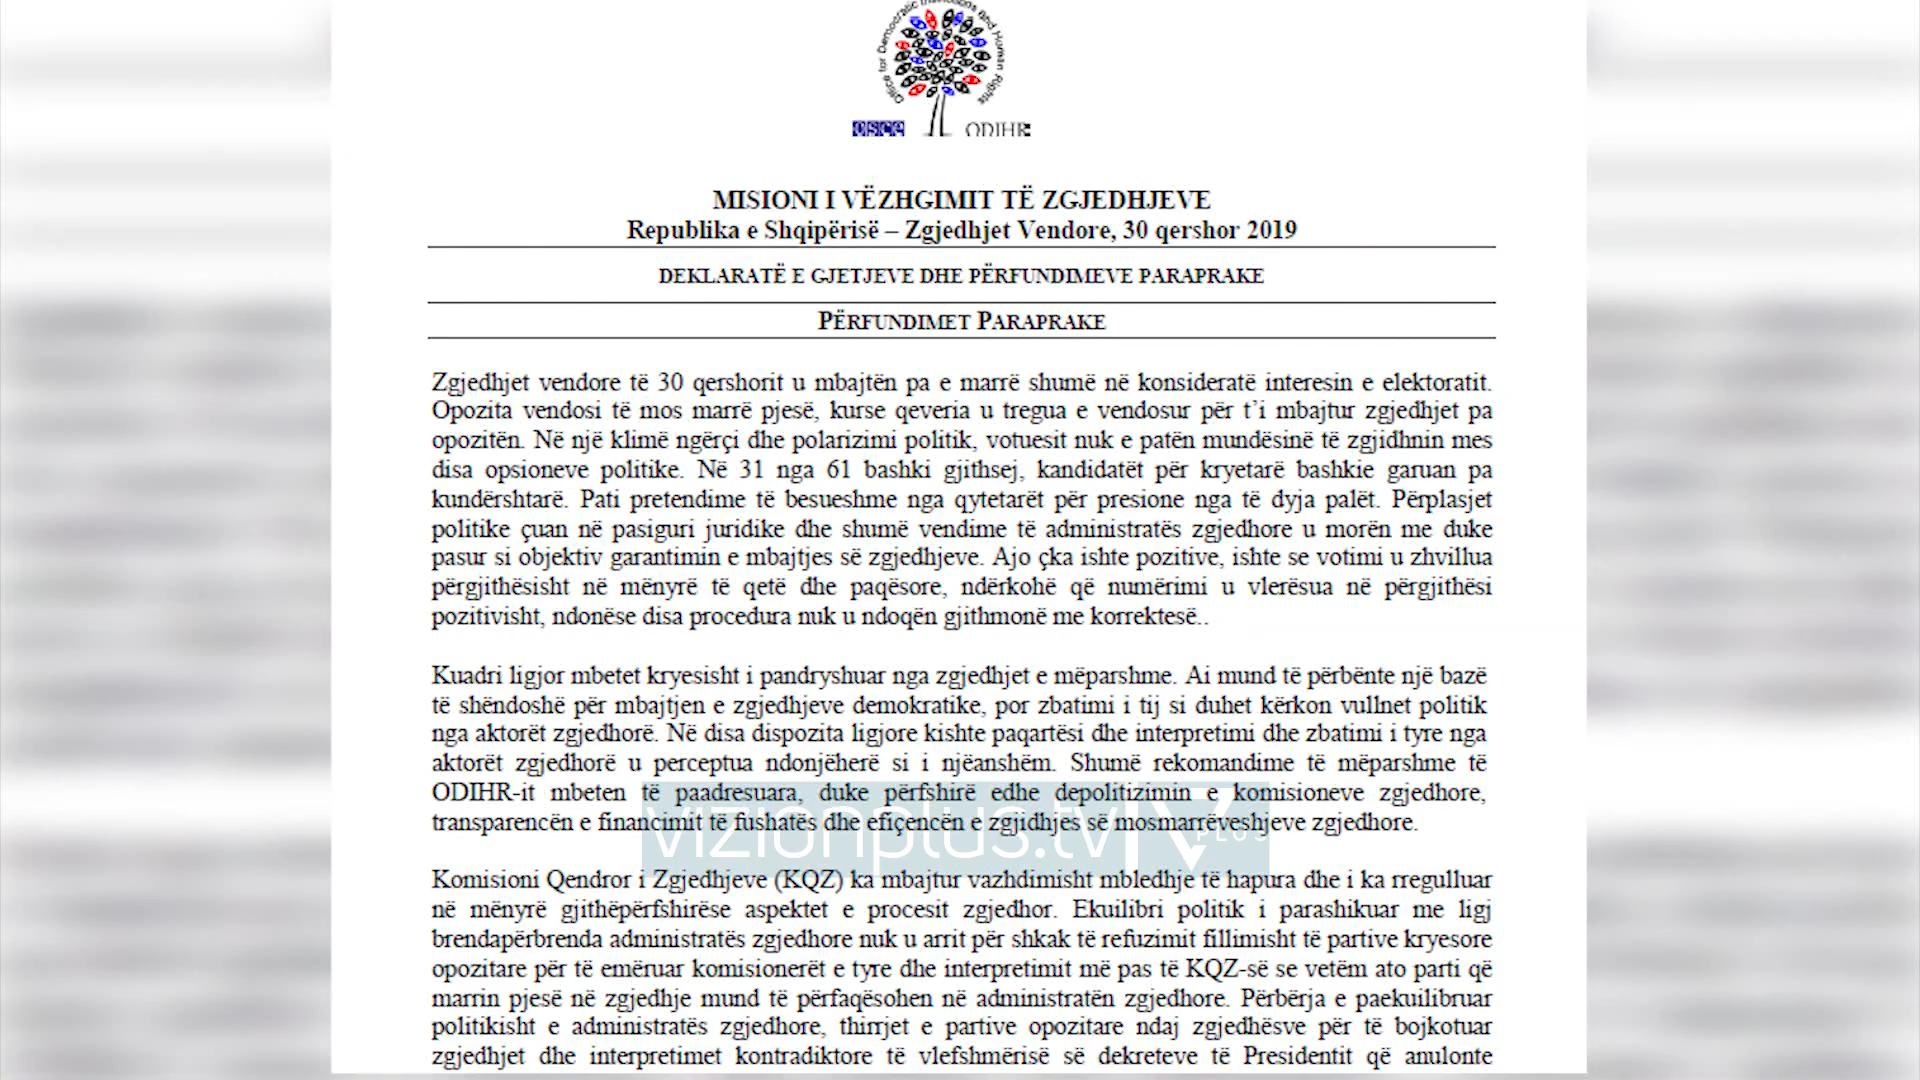 Office for Democratic Institutions and Human Rights
OSCE ODIHR
MISIONI I VËZHGIMIT TË ZGJEDHJEVE
Republika e Shqipërisë – Zgjedhjet Vendore, 30 qershor 2019
DEKLARATË E GJETJEVE DHE PËRFUNDIMEVE PARAPRAKE
PËRFUNDIMET PARAPRAKE
Zgjedhjet vendore të 30 qershorit u mbajtën pa e marrë shumë në konsideratë interesin e elektoratit.
Opozita vendosi të mos marrë pjesë, kurse qeveria u tregua e vendosur për t’i mbajtur zgjedhjet pa
opozitën. Në një klimë ngërçi dhe polarizimi politik, votuesit nuk e patën mundësinë të zgjidhnin mes
disa opsioneve politike. Në 31 nga 61 bashki gjithsej, kandidatët për kryetarë bashkie garuan pa
kundërshtarë. Pati pretendime të besueshme nga qytetarët për presione nga të dyja palët. Përplasjet
politike çuan në pasiguri juridike dhe shumë vendime të administratës zgjedhore u morën me duke
pasur si objektiv garantimin e mbajtjes së zgjedhjeve. Ajo çka ishte pozitive, ishte se votimi u zhvillua
përgjithësisht në mënyrë të qetë dhe paqësore, ndërkohë që numërimi u vlerësua në përgjithësi
pozitivisht, ndonëse disa procedura nuk u ndoqën gjithmonë me korrektesë..
Kuadri ligjor mbetet kryesisht i pandryshuar nga zgjedhjet e mëparshme. Ai mund të përbënte një bazë
të shëndoshë për mbajtjen e zgjedhjeve demokratike, por zbatimi i tij si duhet kërkon vullnet politik
nga aktorët zgjedhorë. Në disa dispozita ligjore kishte paqartësi dhe interpretimi dhe zbatimi i tyre nga
aktorët zgjedhorë u perceptua ndonjëherë si i njëanshëm. Shumë rekomandime të mëparshme të
ODIHR-it mbeten të paadresuara, duke përfshirë edhe depolitizimin e komisioneve zgjedhore,
transparencën e financimit të fushatës dhe efiçencën e zgjidhjes së mosmarrëveshjeve zgjedhore.
vizionplus.tv PLUS
Komisioni Qendror i Zgjedhjeve (KQZ) ka mbajtur vazhdimisht mbledhje të hapura dhe i ka rregulluar
në mënyrë gjithëpërfshirëse aspektet e procesit zgjedhor. Ekuilibri politik i parashikuar me ligj
brendapërbrenda administratës zgjedhore nuk u arrit për shkak të refuzimit fillimisht të partive kryesore
opozitare për të emëruar komisionerët e tyre dhe interpretimit më pas të KQZ-së se vetëm ato parti që
marrin pjesë në zgjedhje mund të përfaqësohen në administratën zgjedhore. Përbërja e paekuilibruar
politikisht e administratës zgjedhore, thirrjet e partive opozitare ndaj zgjedhësve për të bojkotuar
zgjedhjet dhe interpretimet kontradiktore të vlefshmërisë së dekreteve të Presidentit që anulonte